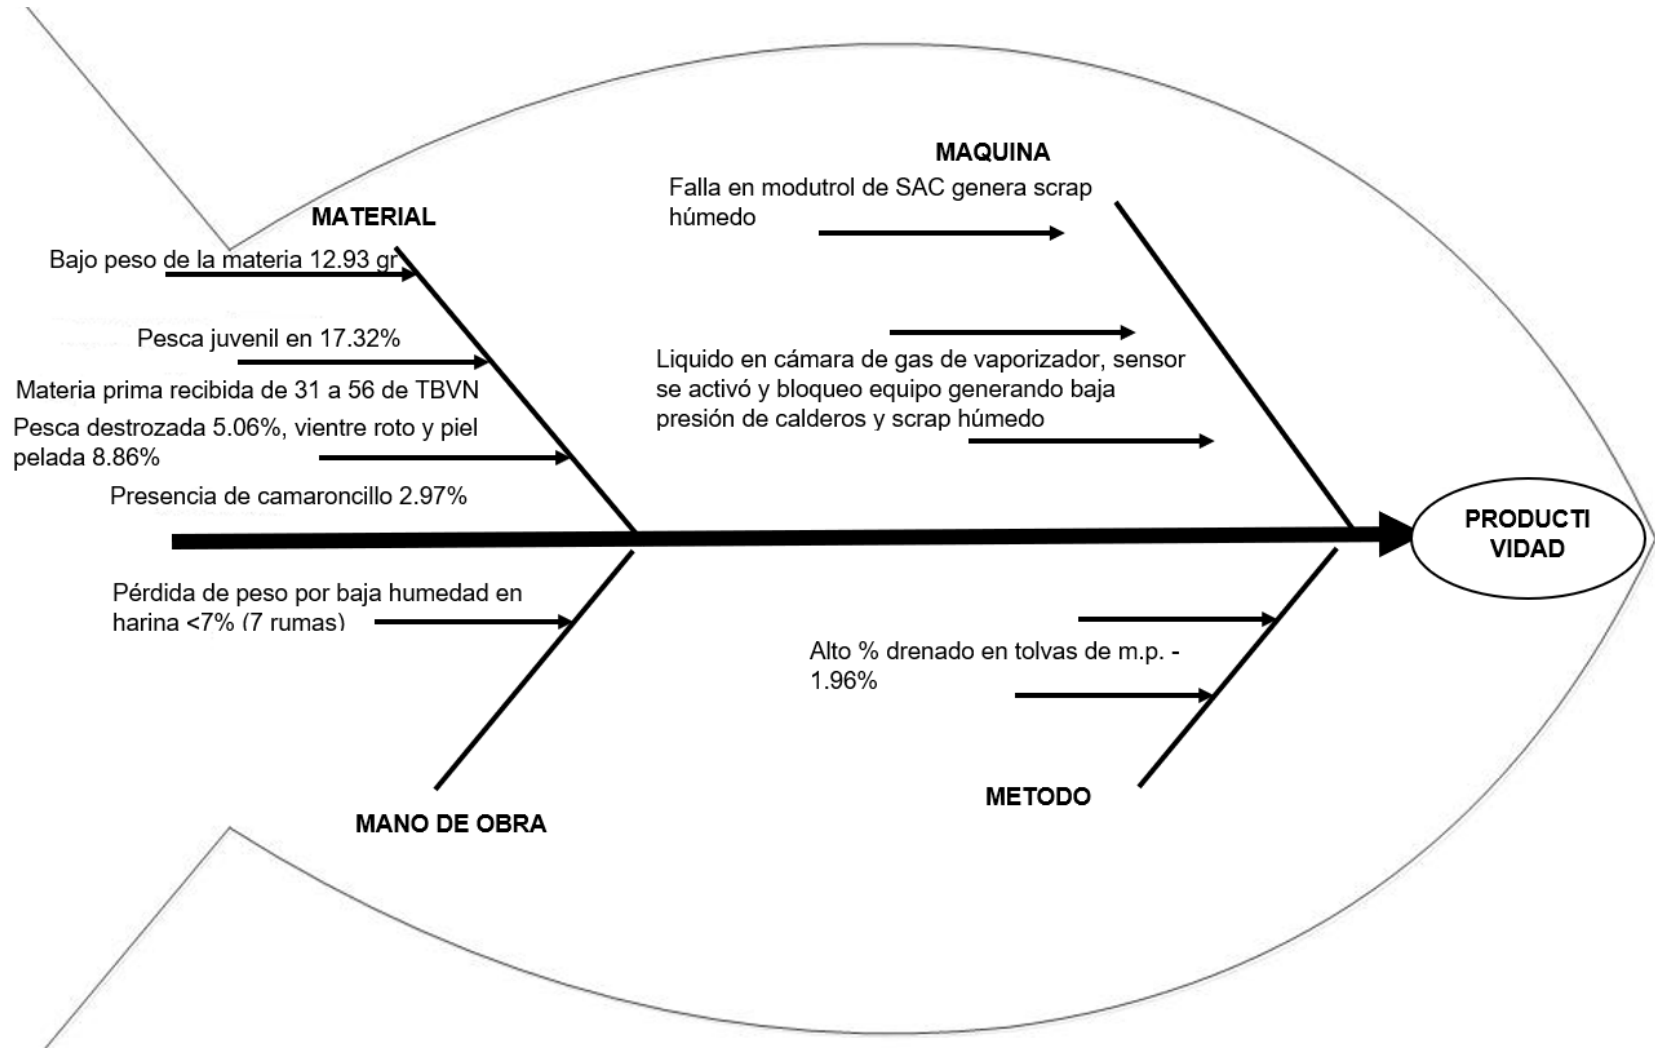 MAQUINA
Falla en modutrol de SAC genera scrap
húmedo
MATERIAL
Bajo peso de la materia 12.93 gr
Pesca juvenil en 17.32%
Materia prima recibida de 31 a 56 de TBVN
Pesca destrozada 5.06%, vientre roto y piel
pelada 8.86%
Presencia de camaroncillo 2.97%
Liquido en cámara de gas de vaporizador, sensor
se activó y bloqueo equipo generando baja
presión de calderos y scrap húmedo
PRODUCTI
VIDAD
Pérdida de peso por baja humedad en
harina <7% (7 rumas)
Alto % drenado en tolvas de m.p. -
1.96%
METODO
MANO DE OBRA